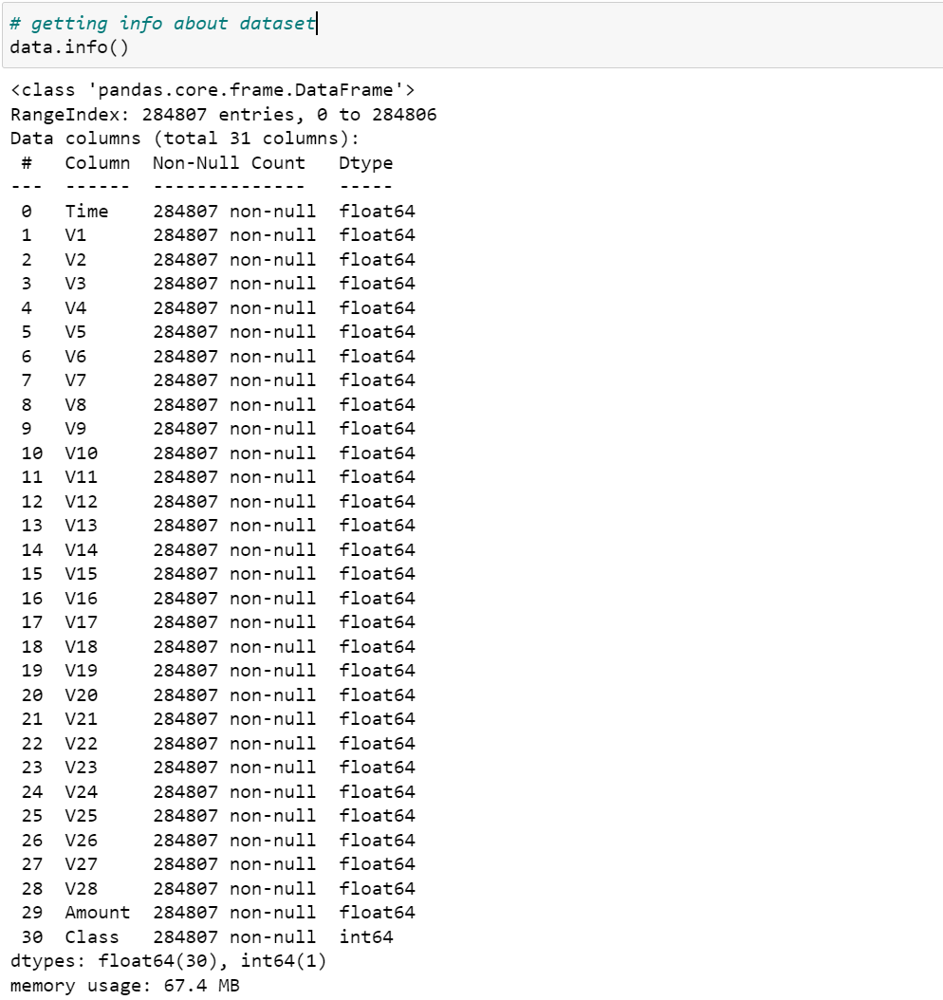 # getting info about dataset
data.info()
<class 'pandas.core.frame.DataFrame'>
RangeIndex: 284807 entries, 0 to 284806
Data columns (total 31 columns):
 #   Column  Non-Null Count   Dtype
---  ------  --------------   -----
 0   Time    284807 non-null  float64
 1   V1      284807 non-null  float64
 2   V2      284807 non-null  float64
 3   V3      284807 non-null  float64
 4   V4      284807 non-null  float64
 5   V5      284807 non-null  float64
 6   V6      284807 non-null  float64
 7   V7      284807 non-null  float64
 8   V8      284807 non-null  float64
 9   V9      284807 non-null  float64
 10  V10     284807 non-null  float64
 11  V11     284807 non-null  float64
 12  V12     284807 non-null  float64
 13  V13     284807 non-null  float64
 14  V14     284807 non-null  float64
 15  V15     284807 non-null  float64
 16  V16     284807 non-null  float64
 17  V17     284807 non-null  float64
 18  V18     284807 non-null  float64
 19  V19     284807 non-null  float64
 20  V20     284807 non-null  float64
 21  V21     284807 non-null  float64
 22  V22     284807 non-null  float64
 23  V23     284807 non-null  float64
 24  V24     284807 non-null  float64
 25  V25     284807 non-null  float64
 26  V26     284807 non-null  float64
 27  V27     284807 non-null  float64
 28  V28     284807 non-null  float64
 29  Amount  284807 non-null  float64
 30  Class   284807 non-null  int64
dtypes: float64(30), int64(1)
memory usage: 67.4 MB